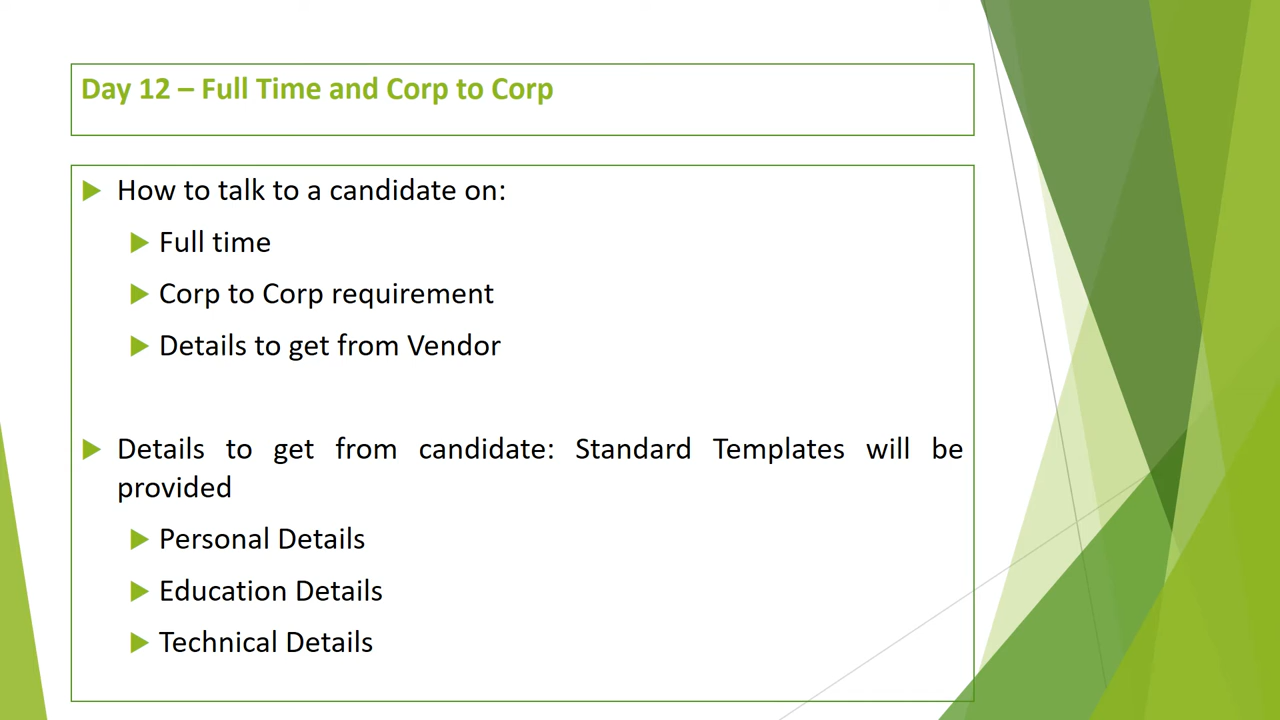 Day 12 – Full Time and Corp to Corp
How to talk to a candidate on:
Full time
Corp to Corp requirement
Details to get from Vendor
Details to get from candidate: Standard Templates will be
provided
Personal Details
Education Details
Technical Details